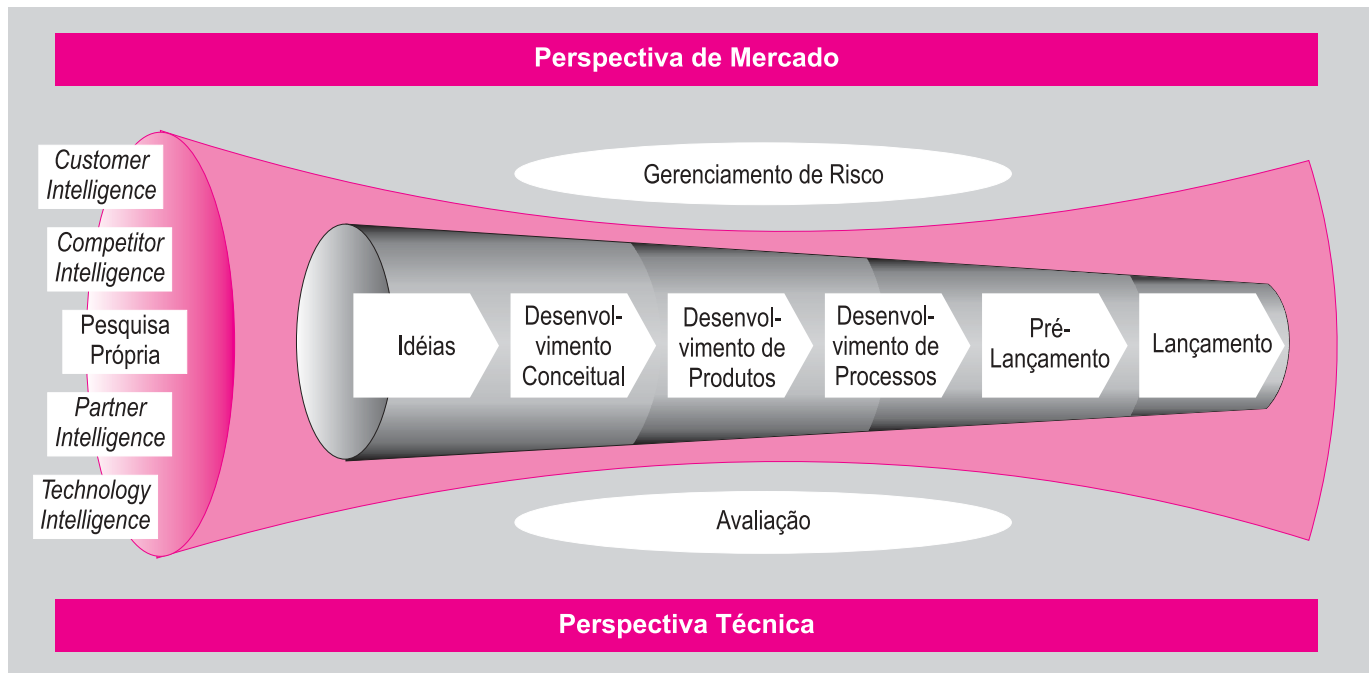 Perspectiva de Mercado
Customer
Intelligence
Competitor
Intelligence
Pesquisa
Própria
Partner
Intelligence
Technology
Intelligence
Gerenciamento de Risco
Idéias
Desenvol-
vimento
Conceitual
Desenvol-
vimento de
Produtos
Desenvol-
vimento de
Processos
Pré-
Lançamento
Lançamento
Avaliação
Perspectiva Técnica